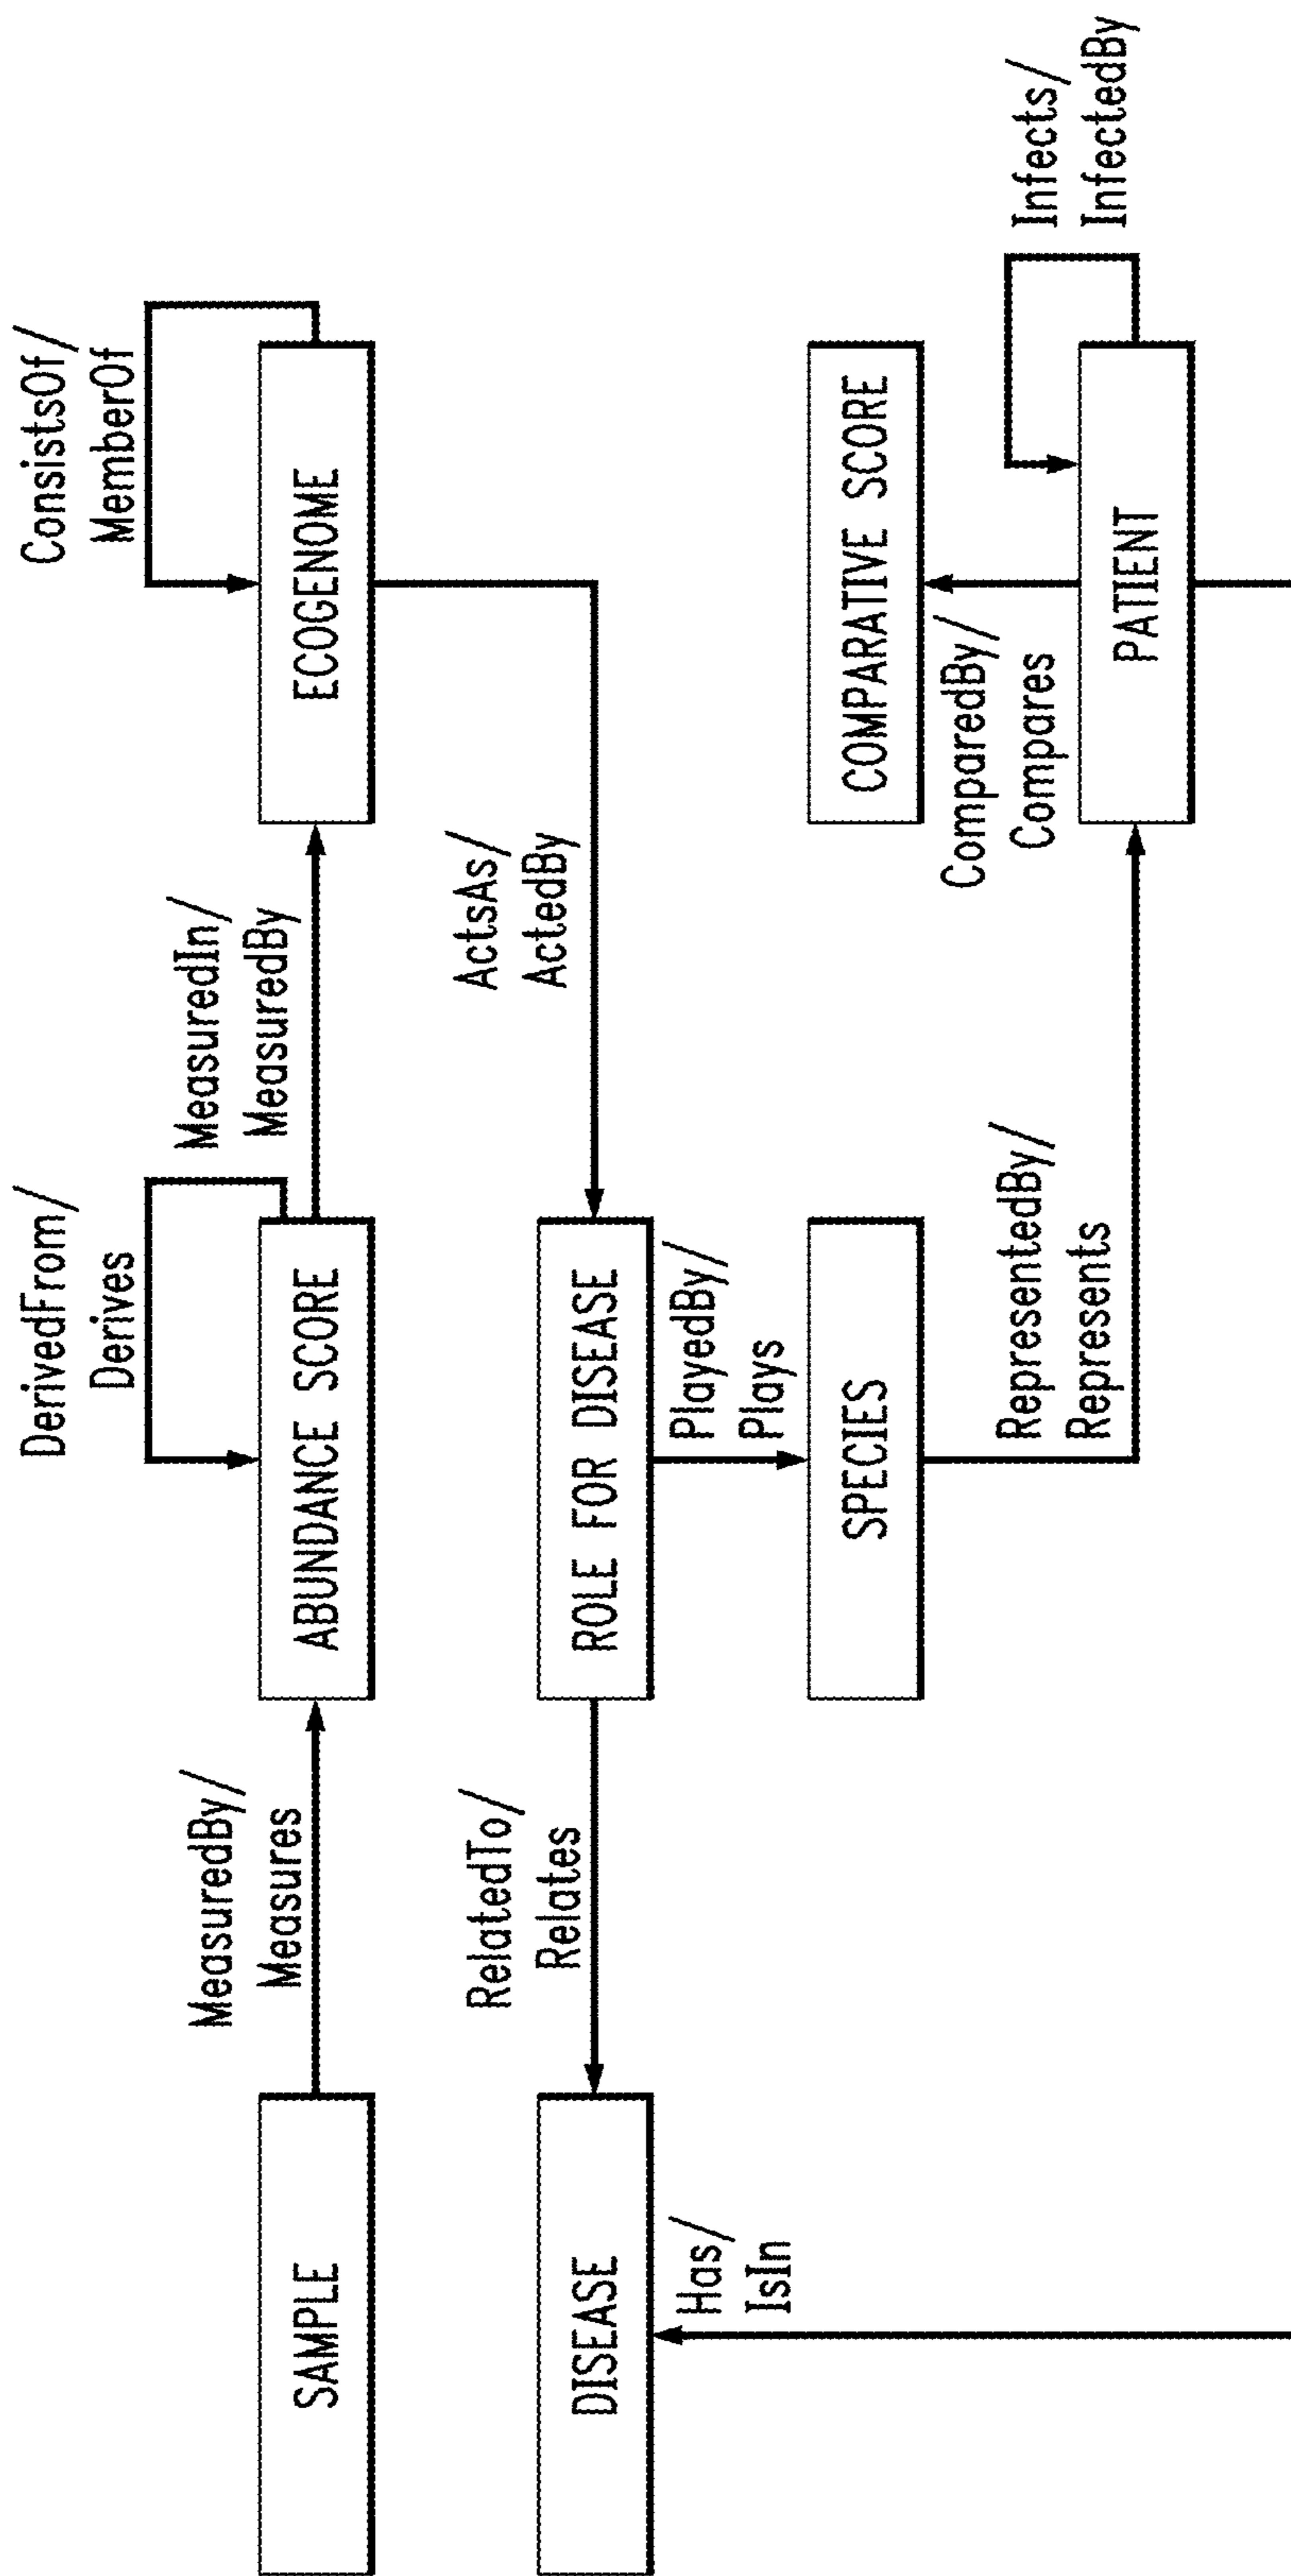 DerivedFrom/
Derives
ConsistsOf/
MemberOf
MeasuredBy/
Measures
MeasuredIn/
MeasuredBy
SAMPLE
ABUNDANCE SCORE
ECOGENOME
RelatedTo/
Relates
ActsAs/
ActedBy
DISEASE
ROLE FOR DISEASE
Has/
IsIn
PlayedBy/
Plays
SPECIES
COMPARATIVE SCORE
RepresentedBy/
Represents
ComparedBy/
Compares
Infects/
InfectedBy
PATIENT